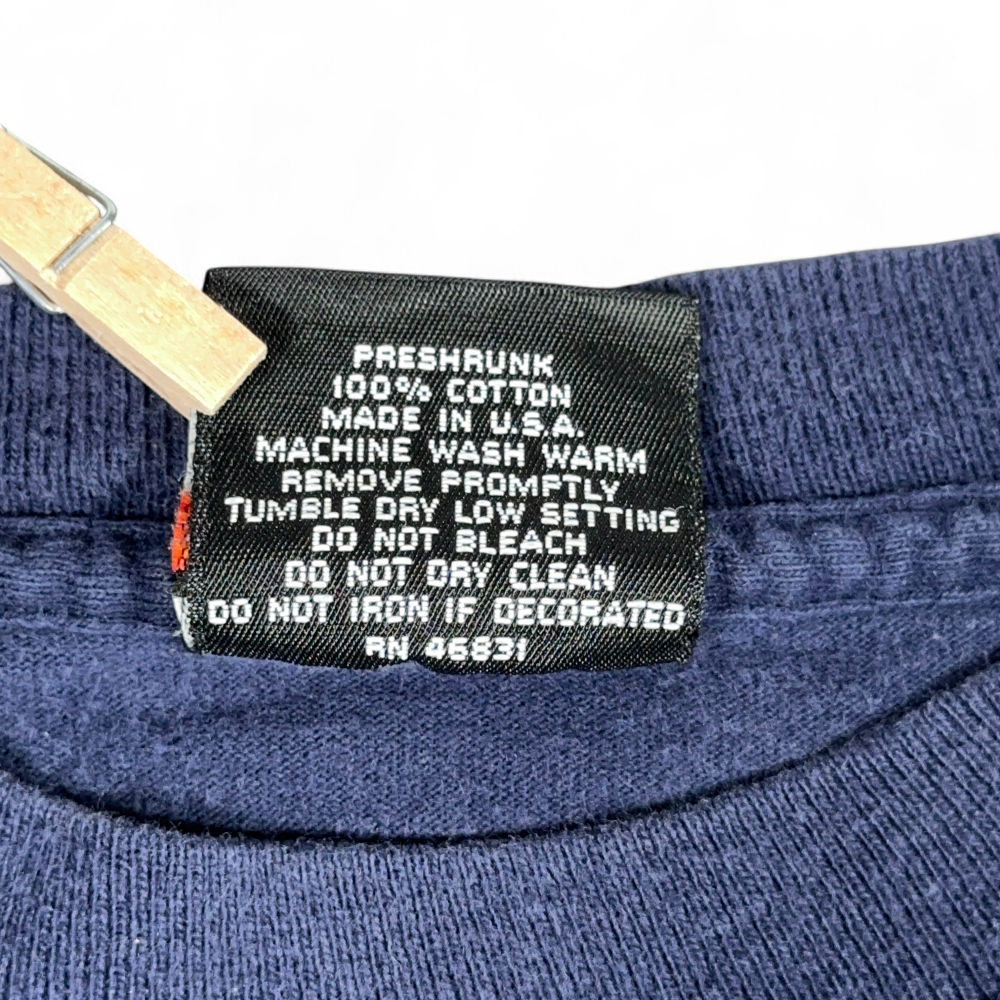 PRESHRUNK
100% COTTON
MADE IN U.S.A.
MACHINE WASH WARM
REMOVE PROMPTLY
TUMBLE DRY LOW SETTING
DO NOT BLEACH
DO NOT DRY CLEAN
DO NOT IRON IF DECORATED
RN 46831